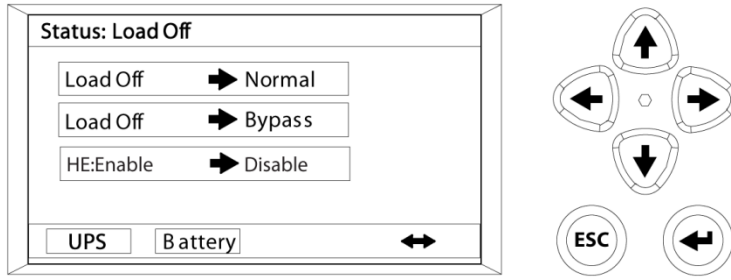 Status: Load Off
Load Off Normal
Load Off Bypass
HE:Enable Disable
UPS Battery
ESC